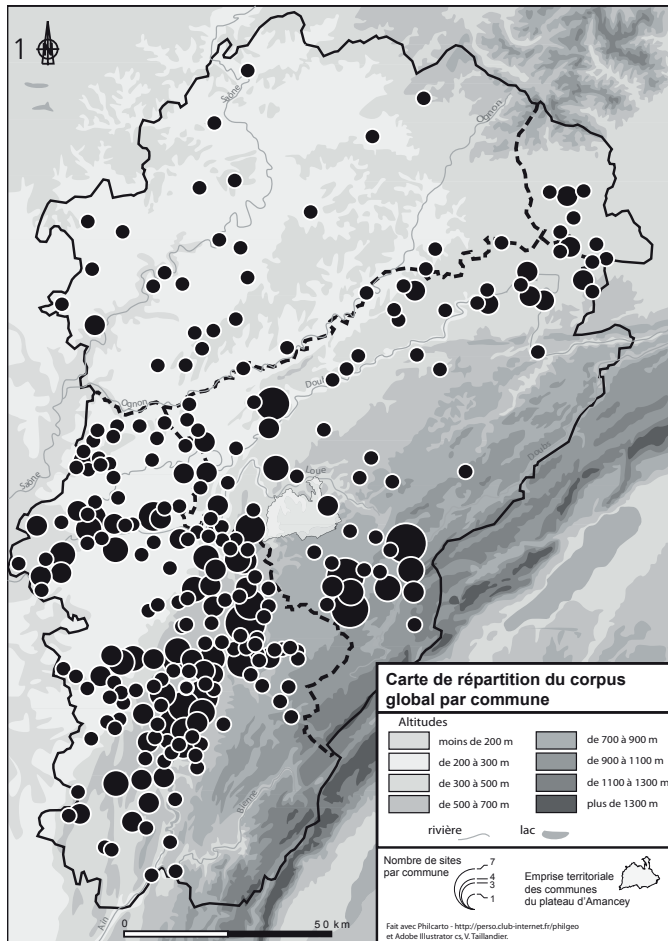 1
Saône
Ognon
Ognon
Doubs
Saône
Loue
Bienne
Ain
Carte de répartition du corpus
global par commune
Altitudes
moins de 200 m
de 200 à 300 m
de 300 à 500 m
de 500 à 700 m
de 700 à 900 m
de 900 à 1100 m
de 1100 à 1300 m
plus de 1300 m
rivière
lac
Nombre de sites
par commune
7
4
3
1
Emprise territoriale
des communes
du plateau d'Amancey
Fait avec Philcarto - http://perso.club-internet.fr/philgeo
et Adobe Illustrator cs, V. Taillandier.
0
50 km